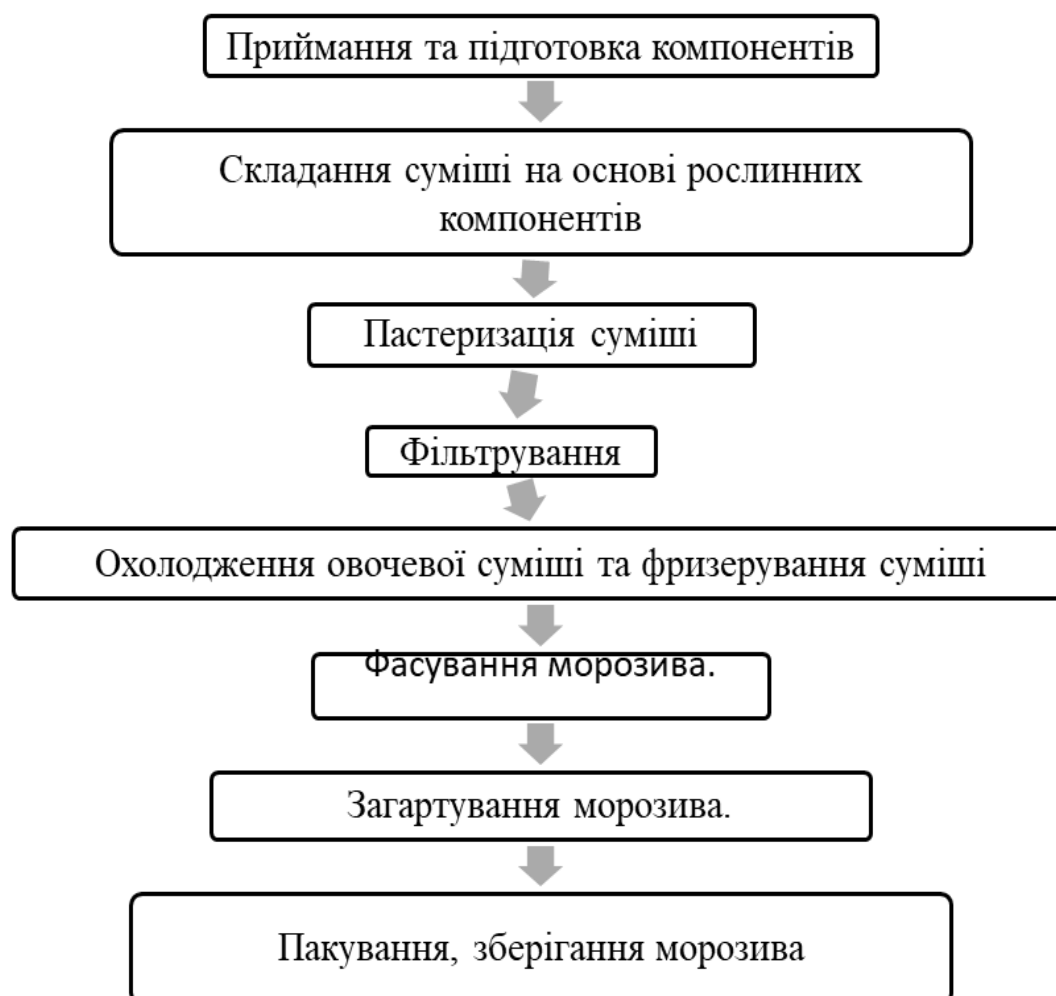 Приймання та підготовка компонентів
Складання суміші на основі рослинних
компонентів
Пастеризація суміші
Фільтрування
Охолодження овочевої суміші та фризерування суміші
Фасування морозива.
Загартування морозива.
Пакування, зберігання морозива